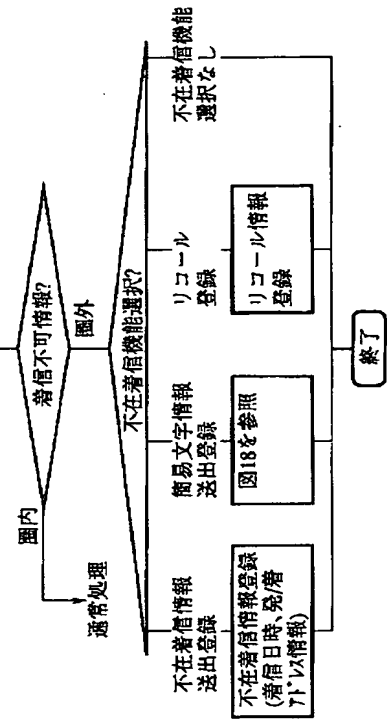 着信不可情報?
圏内
通常処理
圏外
不在着信機能選択?
不在着信情報
送出登録
簡易文字情報
送出登録
リコール
登録
不在着信機能
選択なし
不在着信情報登録
(着信日時、発/着
アドレス情報)
図18を参照
リコール情報
登録
終了